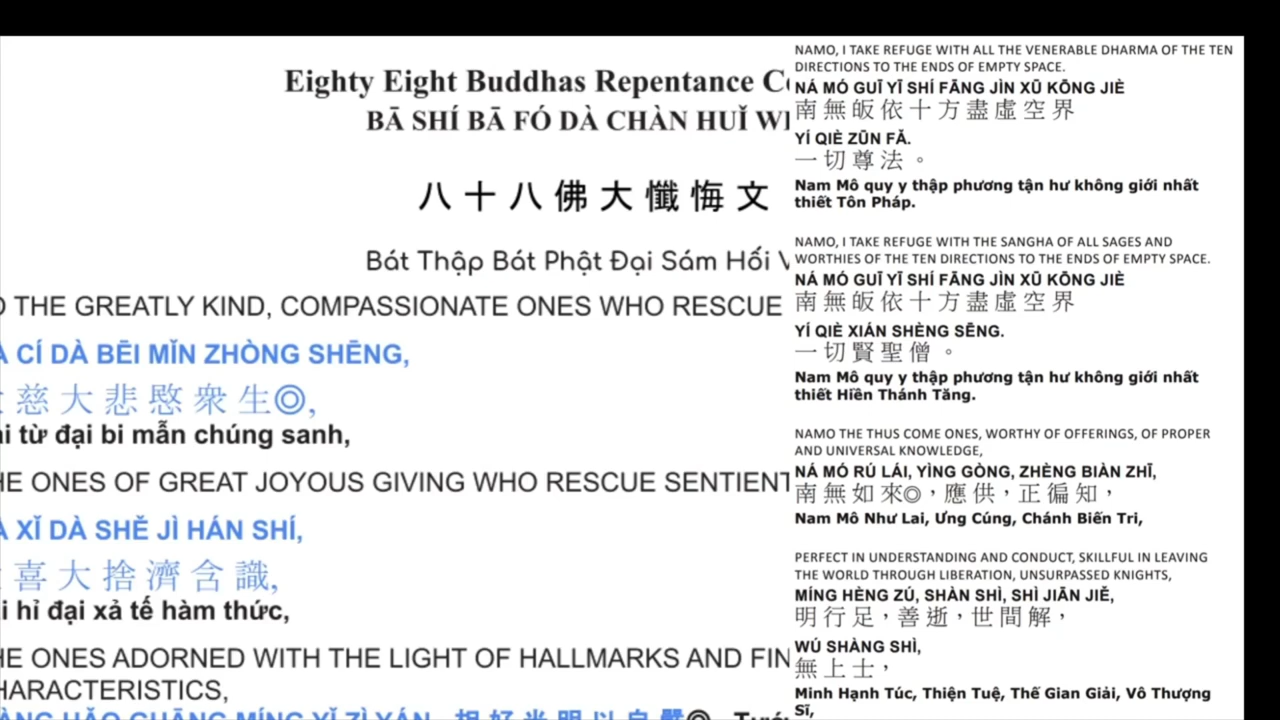 Eighty Eight Buddhas Repentance
BĀ SHÍ BĀ FÓ DÀ CHÀN HUǏ
八十八佛大懺悔文
Bát Thập Bát Phật Đại Sám Hối
THE GREATLY KIND, COMPASSIONATE ONES WHO RESCUE
CÍ DÀ BĒI MǏN ZHÒNG SHĒNG,
慈大悲愍衆生◎,
từ đại bi mẫn chúng sanh,
ONES OF GREAT JOYOUS GIVING WHO RESCUE SENTIENT
XǏ DÀ SHĚ JÌ HÁN SHÍ,
喜大捨濟含識,
hỉ đại xả tế hàm thức,
ONES ADORNED WITH THE LIGHT OF HALLMARKS AND
HARACTERISTICS,
NAMO, I TAKE REFUGE WITH ALL THE VENERABLE DHARMA OF THE TEN
DIRECTIONS TO THE ENDS OF EMPTY SPACE.
NÁ MÓ GUĪ YĪ SHÍ FĀNG JÌN XŪ KŌNG JIÈ
南無皈依十方盡虛空界
YÍ QIÈ ZŪN FǍ.
一切尊法。
Nam Mô quy y thập phương tận hư không giới nhất
thiết Tôn Pháp.
NAMO, I TAKE REFUGE WITH THE SANGHA OF ALL SAGES AND
WORTHIES OF THE TEN DIRECTIONS TO THE ENDS OF EMPTY SPACE.
NÁ MÓ GUĪ YĪ SHÍ FĀNG JÌN XŪ KŌNG JIÈ
南無皈依十方盡虛空界
YÍ QIÈ XIÁN SHÈNG SĒNG.
一切賢聖僧。
Nam Mô quy y thập phương tận hư không giới nhất
thiết Hiền Thánh Tăng.
NAMO THE THUS COME ONES, WORTHY OF OFFERINGS, OF PROPER
AND UNIVERSAL KNOWLEDGE,
NÁ MÓ RÚ LÁI, YÌNG GÒNG, ZHÈNG BIÀN ZHĪ,
南無如來◎，應供，正徧知，
Nam Mô Như Lai, Ưng Cúng, Chánh Biến Tri,
PERFECT IN UNDERSTANDING AND CONDUCT, SKILLFUL IN LEAVING
THE WORLD THROUGH LIBERATION, UNSURPASSED KNIGHTS,
MÍNG HÈNG ZÚ, SHÀN SHÌ, SHÌ JIĀN JIĚ,
明行足，善逝，世間解，
WÚ SHÀNG SHÌ,
無上士，
Minh Hạnh Túc, Thiện Tuệ, Thế Gian Giải, Vô Thượng
Sĩ,